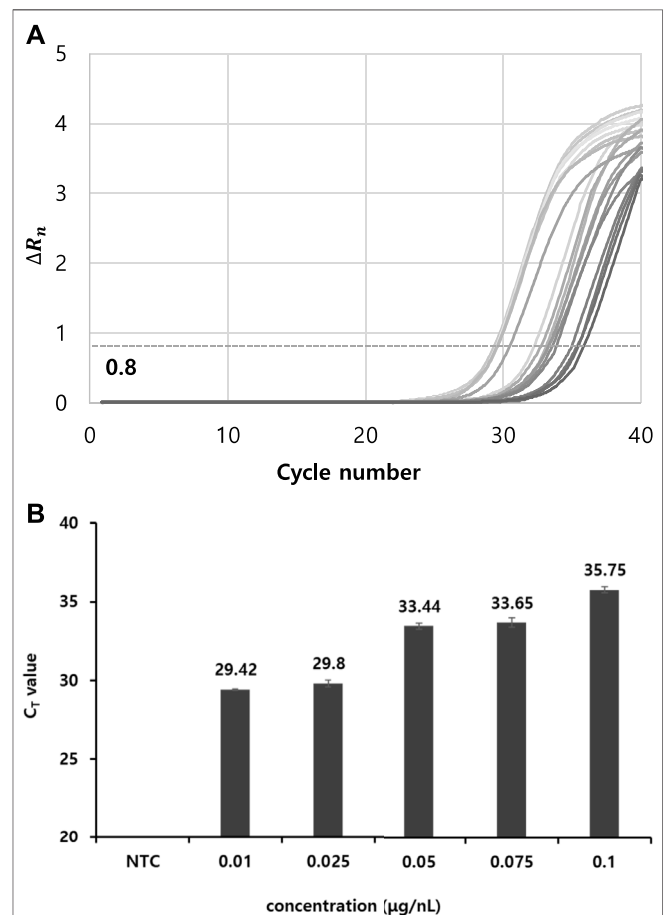 A
5
4
3
2
1
0
ΔRn
0.8
0 10 20 30 40
Cycle number
B
40
35
30
25
20
CT value
29.42
29.8
33.44
33.65
35.75
NTC 0.01 0.025 0.05 0.075 0.1
concentration (µg/nL)